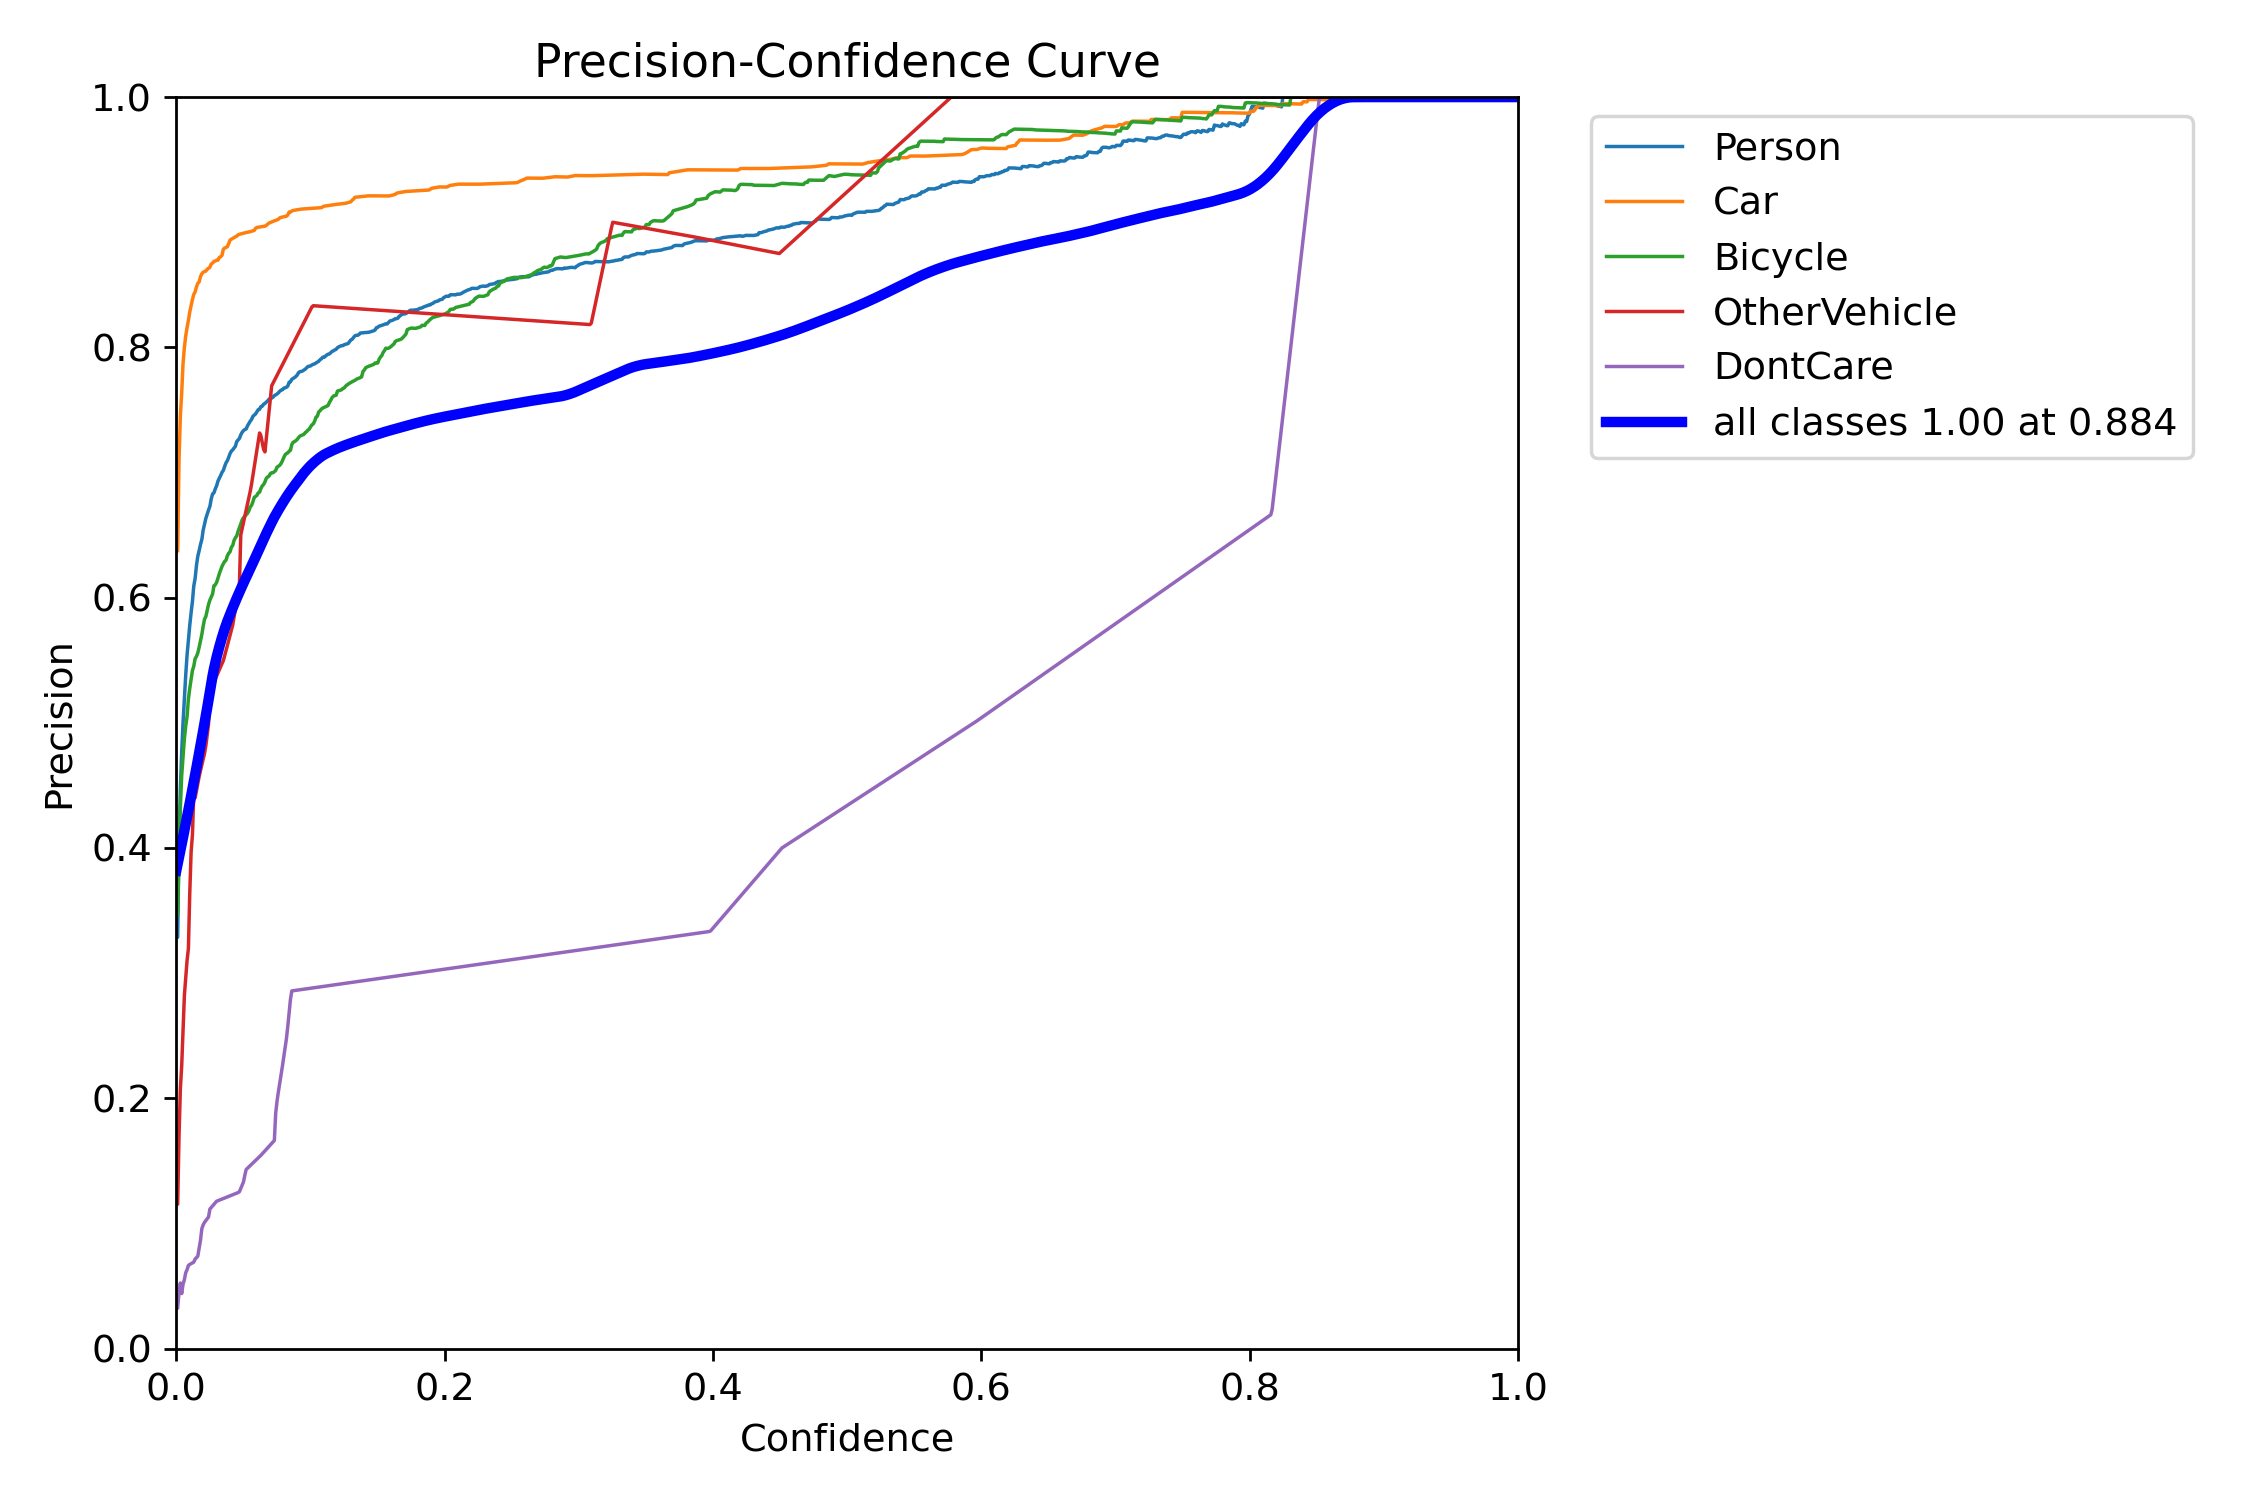 Precision-Confidence Curve
1.0
0.8
0.6
0.4
0.2
0.0
Precision
0.0 0.2 0.4 0.6 0.8 1.0
Confidence
Person
Car
Bicycle
OtherVehicle
DontCare
all classes 1.00 at 0.884